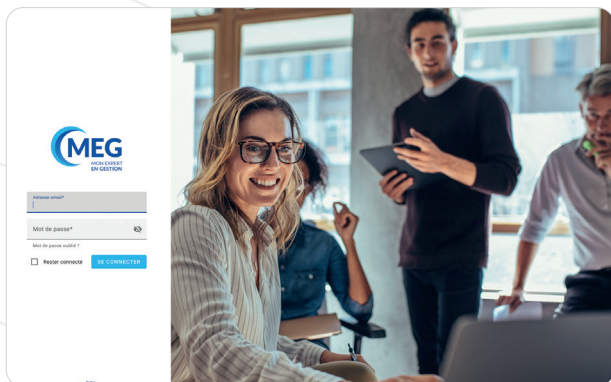 MEG
MON EXPERT
EN GESTION
Adresse email*
Mot de passe*
Mot de passe oublié ?
Rester connecté
SE CONNECTER